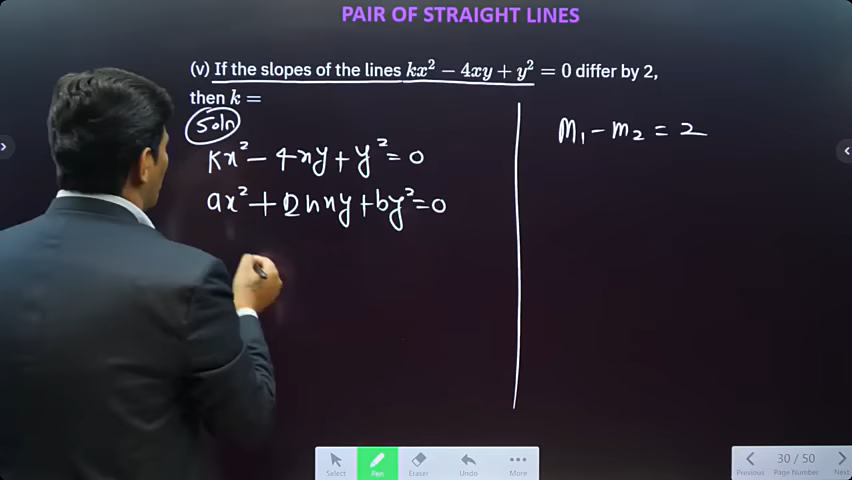 PAIR OF STRAIGHT LINES
(v) If the slopes of the lines kx² − 4xy + y² = 0 differ by 2,
then k =
Soln
kx² − 4xy + y² = 0
ax² + 2hxy + by² = 0
m₁ − m₂ = 2
Select
Pen
Eraser
Undo
More
Previous
30 / 50
Page Number
Next